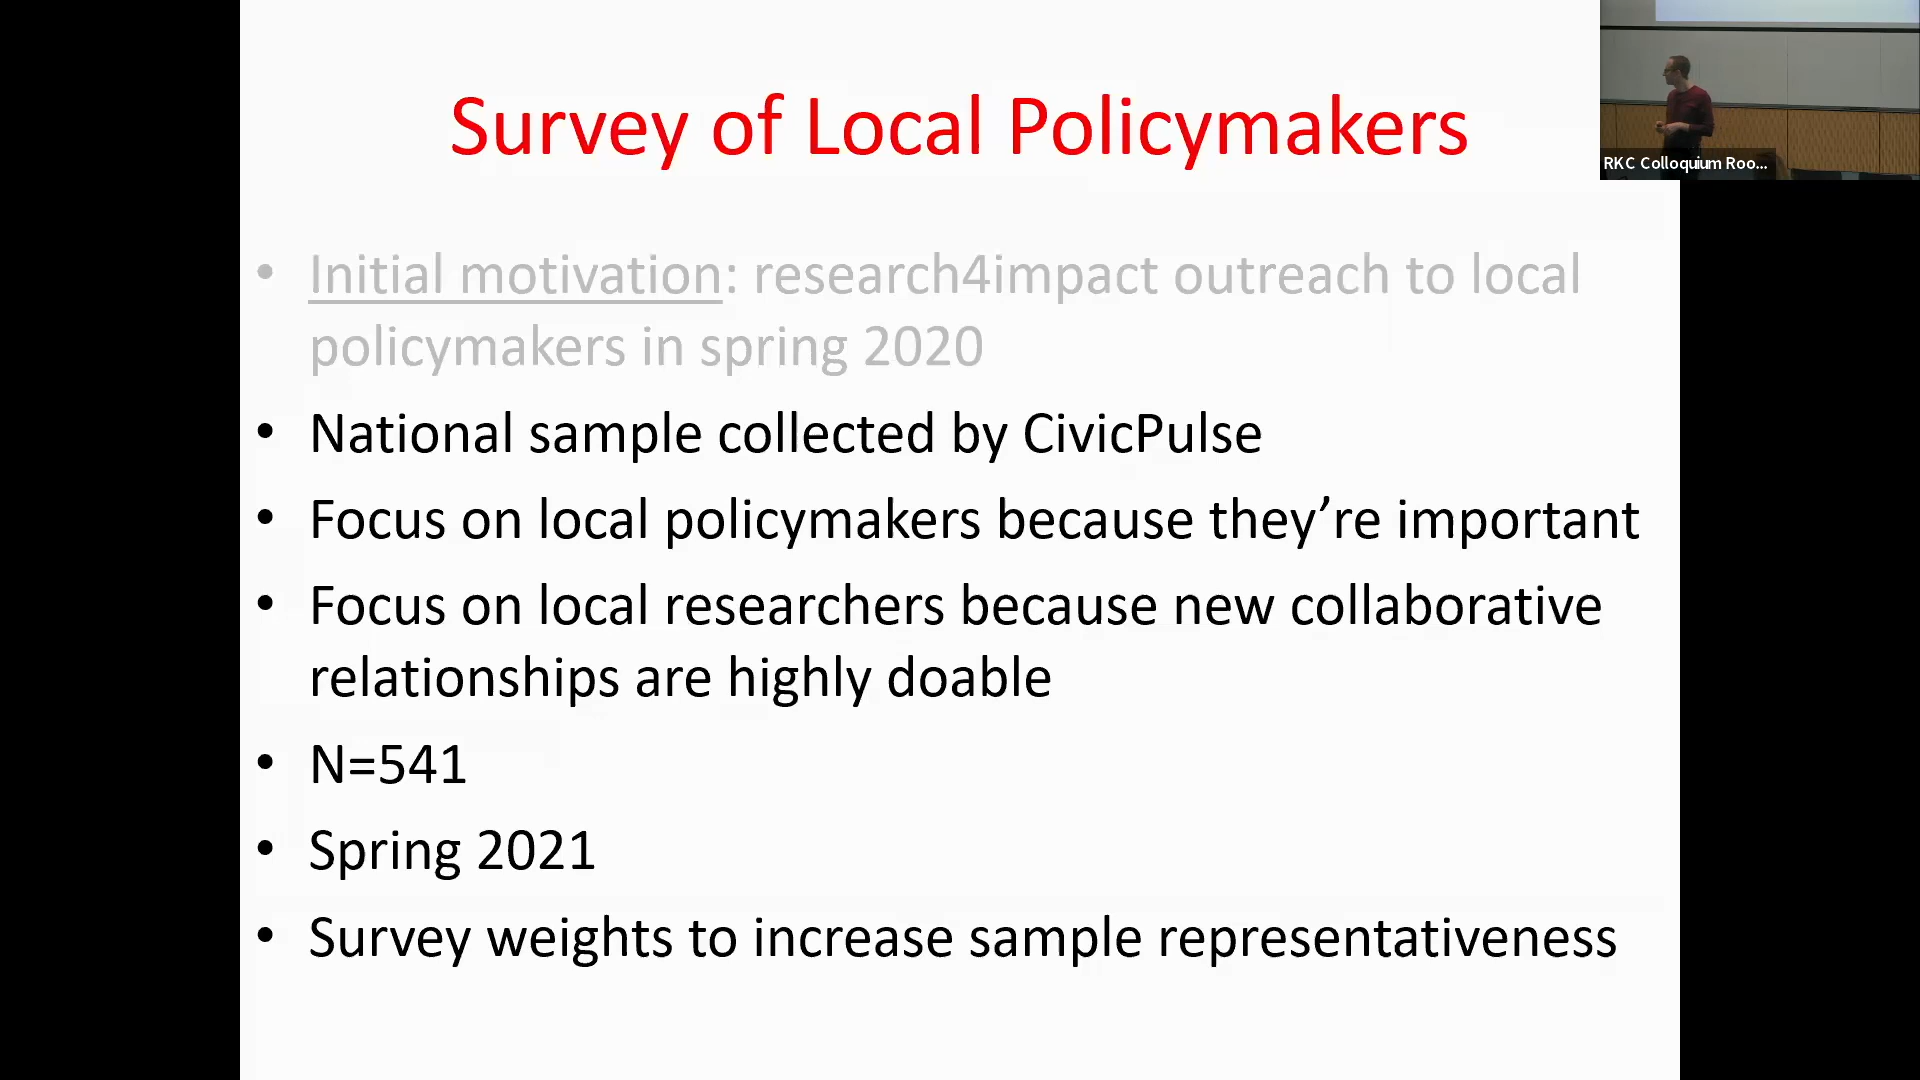 Survey of Local Policymakers
RKC Colloquium Roo...
• Initial motivation: research4impact outreach to local
policymakers in spring 2020
• National sample collected by CivicPulse
• Focus on local policymakers because they’re important
• Focus on local researchers because new collaborative
relationships are highly doable
• N=541
• Spring 2021
• Survey weights to increase sample representativeness